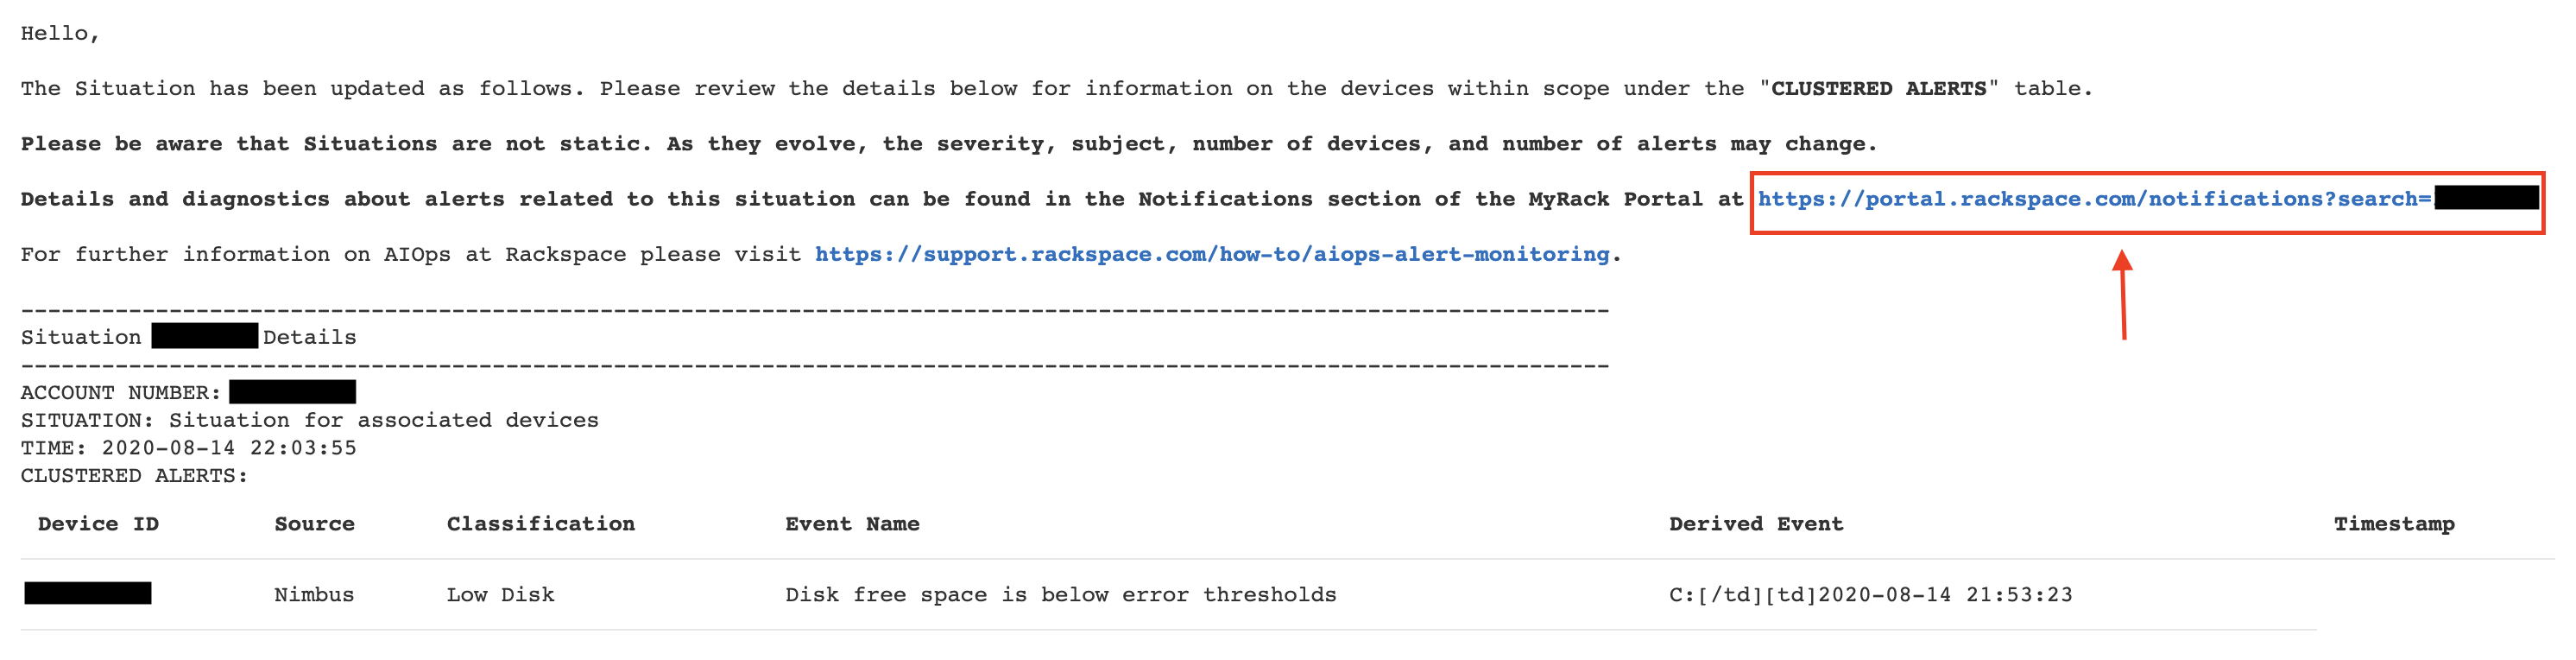 Hello,
The Situation has been updated as follows. Please review the details below for information on the devices within scope under the "CLUSTERED ALERTS" table.
Please be aware that Situations are not static. As they evolve, the severity, subject, number of devices, and number of alerts may change.
Details and diagnostics about alerts related to this situation can be found in the Notifications section of the MyRack Portal at https://portal.rackspace.com/notifications?search=
For further information on AIOps at Rackspace please visit https://support.rackspace.com/how-to/aiops-alert-monitoring.
----------------------------------------------------------------------------------------------------------------------
Situation Details
----------------------------------------------------------------------------------------------------------------------
ACCOUNT NUMBER:
SITUATION: Situation for associated devices
TIME: 2020-08-14 22:03:55
CLUSTERED ALERTS:
Device ID Source Classification Event Name Derived Event Timestamp
Nimbus Low Disk Disk free space is below error thresholds C:[/td][td]2020-08-14 21:53:23